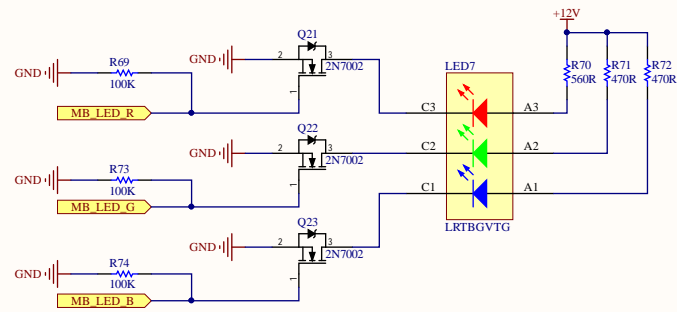 +12V
Q21
GND
2
3
2N7002
1
R69
GND
100K
MB_LED_R
LED7
R70
560R
R71
470R
R72
470R
C3
A3
Q22
GND
2
3
2N7002
1
C2
A2
R73
GND
100K
MB_LED_G
C1
A1
Q23
GND
2
3
2N7002
1
LRTBGVTG
R74
GND
100K
MB_LED_B